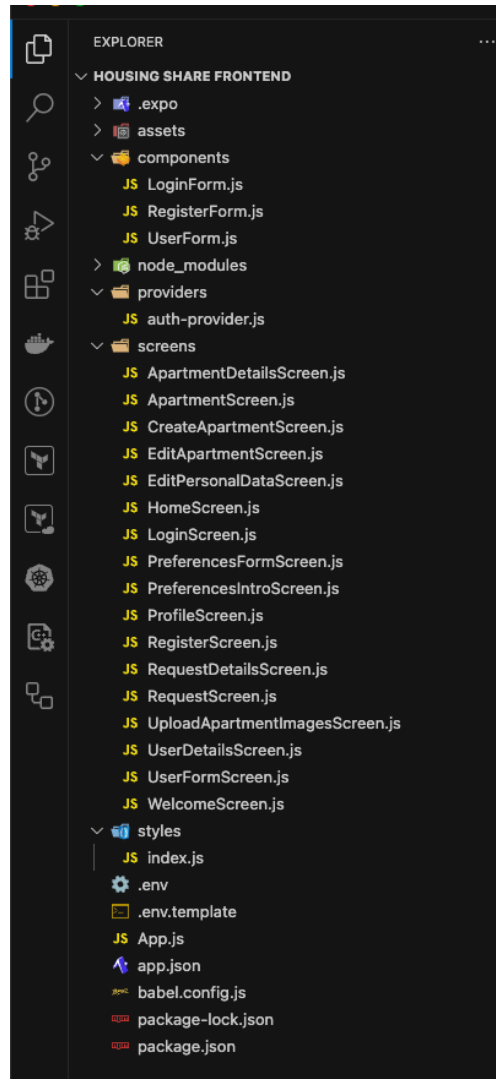 EXPLORER
HOUSING SHARE FRONTEND
.expo
assets
components
JS LoginForm.js
JS RegisterForm.js
JS UserForm.js
node_modules
providers
JS auth-provider.js
screens
JS ApartmentDetailsScreen.js
JS ApartmentScreen.js
JS CreateApartmentScreen.js
JS EditApartmentScreen.js
JS EditPersonalDataScreen.js
JS HomeScreen.js
JS LoginScreen.js
JS PreferencesFormScreen.js
JS PreferencesIntroScreen.js
JS ProfileScreen.js
JS RegisterScreen.js
JS RequestDetailsScreen.js
JS RequestScreen.js
JS UploadApartmentImagesScreen.js
JS UserDetailsScreen.js
JS UserFormScreen.js
JS WelcomeScreen.js
styles
JS index.js
.env
.env.template
JS App.js
app.json
babel.config.js
package-lock.json
package.json